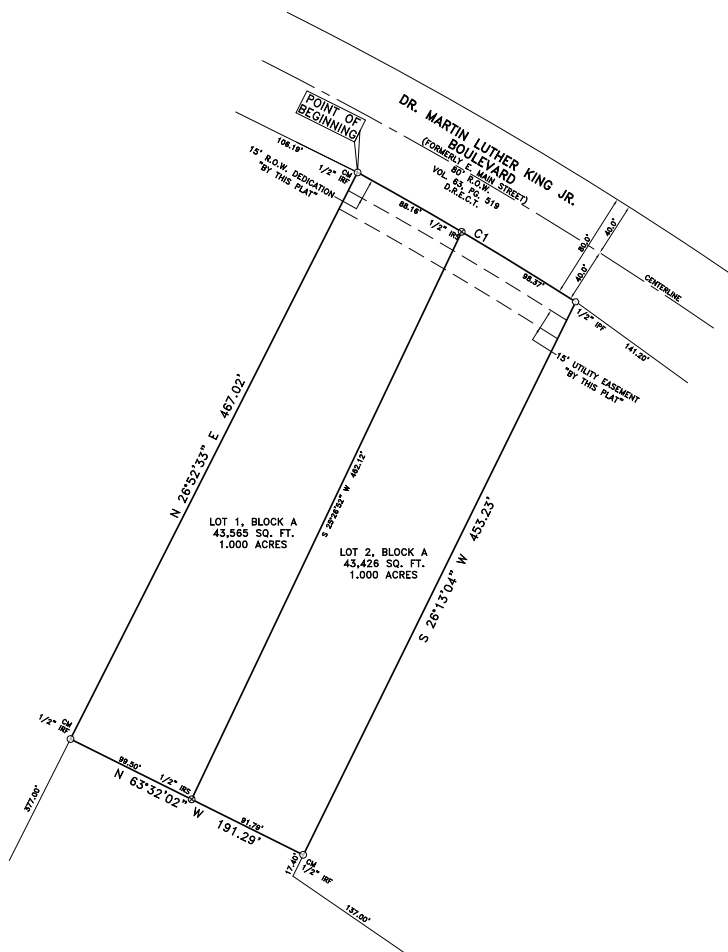 POINT OF
BEGINNING
DR. MARTIN LUTHER KING JR.
BOULEVARD
(FORMERLY E. MAIN STREET)
80' R.O.W.
VOL. 63, PG. 519
D.R.E.C.T.
106.19'
CM
1/2" IRF
15' R.O.W. DEDICATION
"BY THIS PLAT"
88.16'
1/2" IRS
C1
98.37'
80.0'
40.0'
40.0'
CENTERLINE
1/2" IPF
141.20'
15' UTILITY EASEMENT
"BY THIS PLAT"
N 26°52'33" E 467.02'
S 25°26'52" W 462.12'
S 26°13'04" W 453.23'
LOT 1, BLOCK A
43,565 SQ. FT.
1.000 ACRES
LOT 2, BLOCK A
43,426 SQ. FT.
1.000 ACRES
CM
1/2" IRF
377.00'
99.50'
1/2" IRS
N 63°32'02" W 191.29'
91.79'
17.40'
CM
1/2" IRF
137.00'